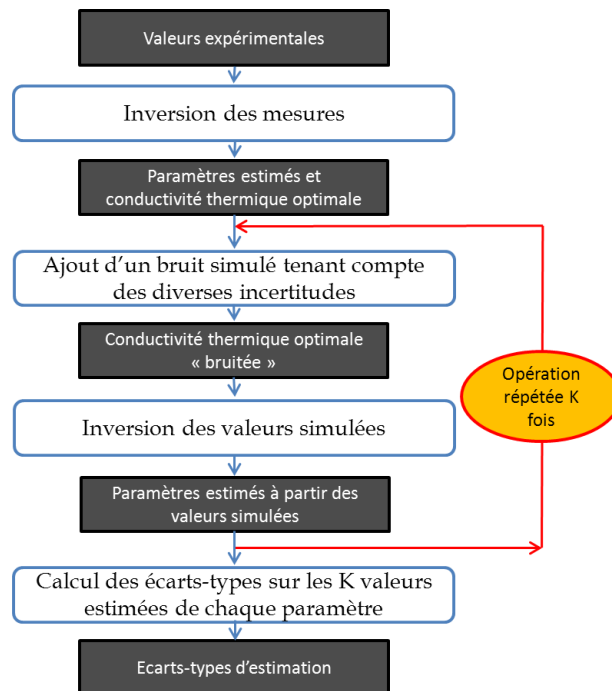 Valeurs expérimentales
Inversion des mesures
Paramètres estimés et
conductivité thermique optimale
Ajout d'un bruit simulé tenant compte
des diverses incertitudes
Conductivité thermique optimale
« bruitée »
Opération
répétée K
fois
Inversion des valeurs simulées
Paramètres estimés à partir des
valeurs simulées
Calcul des écarts-types sur les K valeurs
estimées de chaque paramètre
Ecarts-types d'estimation